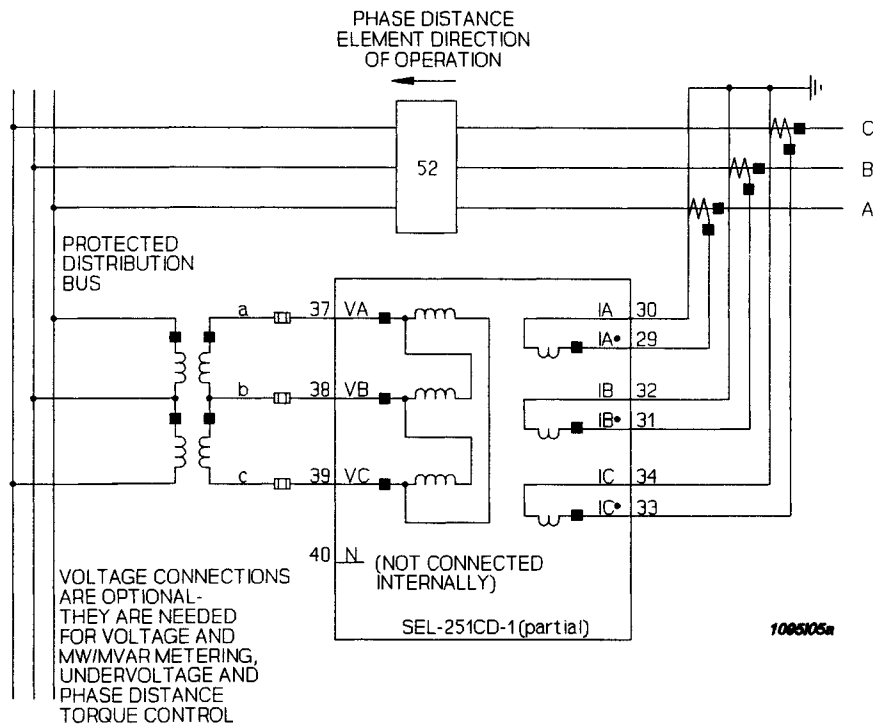 PHASE DISTANCE
ELEMENT DIRECTION
OF OPERATION
C
52
B
A
PROTECTED
DISTRIBUTION
BUS
a
37
VA
IA
30
IA•
29
b
38
VB
IB
32
IB•
31
c
39
VC
IC
34
IC•
33
40
N
(NOT CONNECTED
INTERNALLY)
VOLTAGE CONNECTIONS
ARE OPTIONAL-
THEY ARE NEEDED
FOR VOLTAGE AND
MW/MVAR METERING,
UNDERVOLTAGE AND
PHASE DISTANCE
TORQUE CONTROL
SEL-251CD-1(partial)
1095I05a